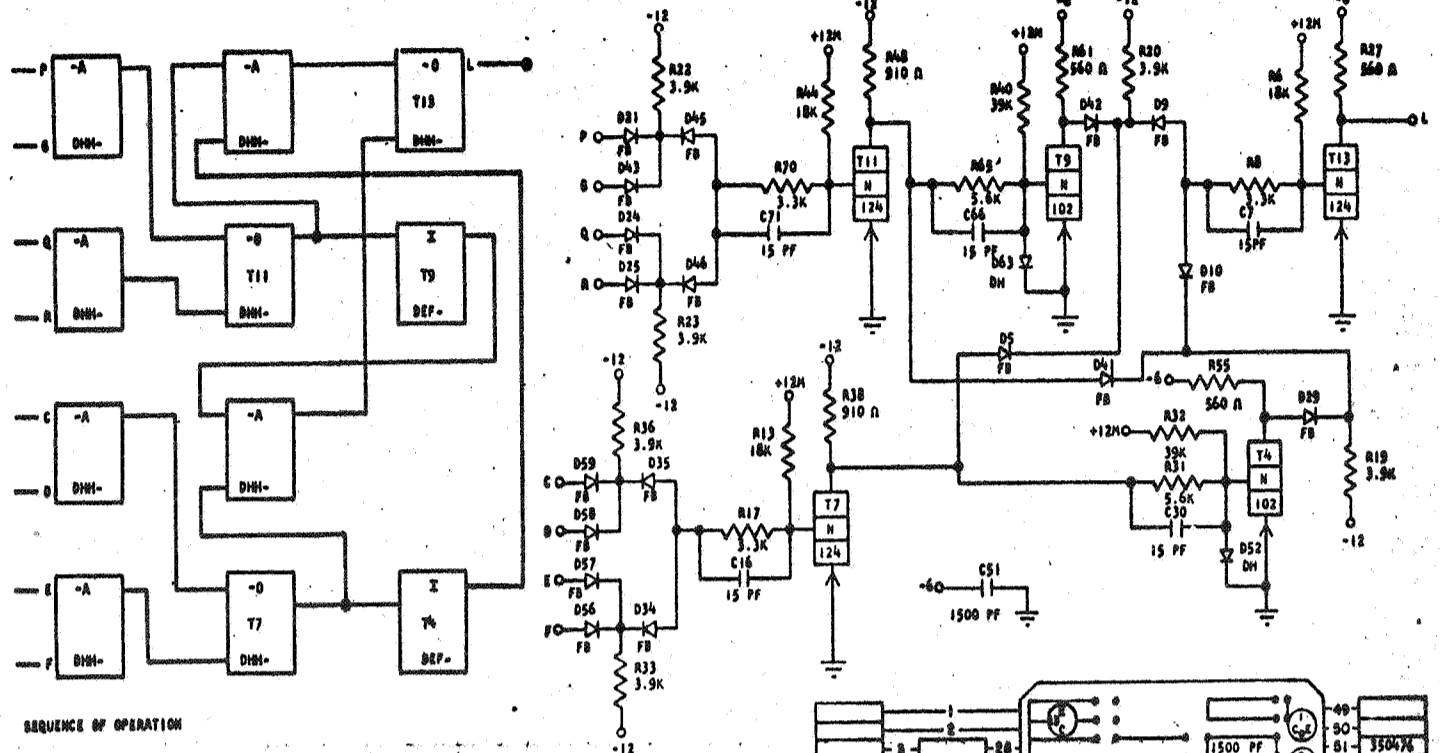 P
-A
DHH-
G
-A
DHH-
-O
T13
DHH-
L
Q
-A
DHH-
R
-O
T11
DHH-
I
T9
DEF-
C
-A
DHH-
D
-A
DHH-
E
-A
DHH-
F
-O
T7
DHH-
I
T4
DEF-
SEQUENCE OF OPERATION
-12
R22
3.9K
P
D21
FB
D45
FB
G
D43
FB
Q
D24
FB
R
D25
FB
D46
FB
R23
3.9K
-12
R70
3.3K
C71
15 PF
+12M
R44
18K
-12
R48
910 Ω
T11
N
124
+12M
R40
39K
R65
5.6K
C66
15 PF
D63
DH
R61
560 Ω
T9
N
102
-12
R20
3.9K
D42
FB
D9
FB
+12M
R6
18K
R8
3.3K
C7
15PF
R27
560 Ω
T13
N
124
L
D10
FB
D5
FB
D4
FB
-12
R36
3.9K
C
D59
FB
D35
FB
D
D58
FB
E
D57
FB
F
D56
FB
D34
FB
R33
3.9K
-12
+12M
R13
18K
R17
3.3K
C16
15 PF
-12
R38
910 Ω
T7
N
124
-6
R55
560 Ω
+12M
R32
39K
R31
5.6K
C30
15 PF
T4
N
102
D29
FB
R19
3.9K
-12
D52
DH
-6
C51
1500 PF
1
2
3
26
1500 PF
49
50
51
350476